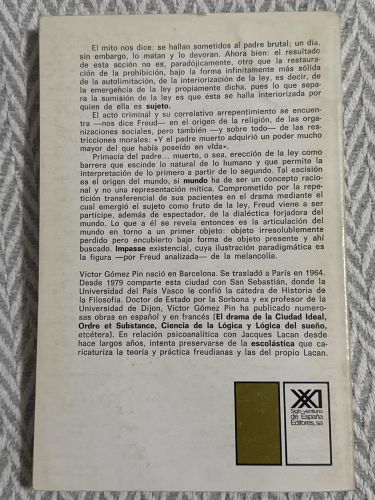 El mito nos dice: se hallan sometidos al padre brutal; un día,
sin embargo, lo matan y lo devoran. Ahora bien: el resultado
de esta acción no es, paradójicamente, otro que la restaura-
ción de la prohibición, bajo la forma infinitamente más sólida
de la autolimitación, de la interiorización de la ley, es decir, de
la emergencia de la ley propiamente dicha, pues lo que sepa-
ra la sumisión de la ley es que ésta se halla interiorizada por
quien de ella es sujeto.
El acto criminal y su correlativo arrepentimiento se encuen-
tra —nos dice Freud— en el origen de la religión, de las or-
ganizaciones sociales, pero también —y sobre todo— de las res-
tricciones morales: «Y el padre muerto adquirió un poder mucho
mayor del que había poseído en vida»
Primacía del padre... muerto, o sea, erección de la ley como
barrera que escinde lo natural de lo humano y que permite la
interpretación de lo primero a partir de lo segundo. Tal escisión
es el origen del mundo, si mundo ha de ser un concepto racio-
nal y no una representación mítica. Comprometido por la repe-
tición transferencial de sus pacientes en el drama mediante el
cual emergió el sujeto como fruto de la ley, Freud viene a ser
partícipe, además de espectador, de la dialéctica forjadora del
mundo. Lo que a él se revela entonces es la articulación del
mundo en torno a un primer objeto: objeto irresolublemente
perdido pero encubierto bajo forma de objeto presente y ahí
buscado. Impasse existencial, cuya ilustración paradigmática es
la figura —por Freud analizada— de la melancolía.
Víctor Gómez Pin nació en Barcelona. Se trasladó a París en 1964.
Desde 1979 comparte esta ciudad con San Sebastián, donde la
Universidad del País Vasco le confió la cátedra de Historia de
la Filosofía. Doctor de Estado por la Sorbona y ex profesor de la
Universidad de Dijon, Víctor Gómez Pin ha publicado numero-
sas obras en español y en francés (El drama de la Ciudad Ideal,
Ordre et Substance, Ciencia de la Lógica y Lógica del sueño,
etcétera). En relación psicoanalítica con Jacques Lacan desde
hace largos años, intenta preservarse de la escolástica que ca-
ricaturiza la teoría y práctica freudianas y las del propio Lacan.
XXI
Siglo veintiuno
de España
Editores, sa